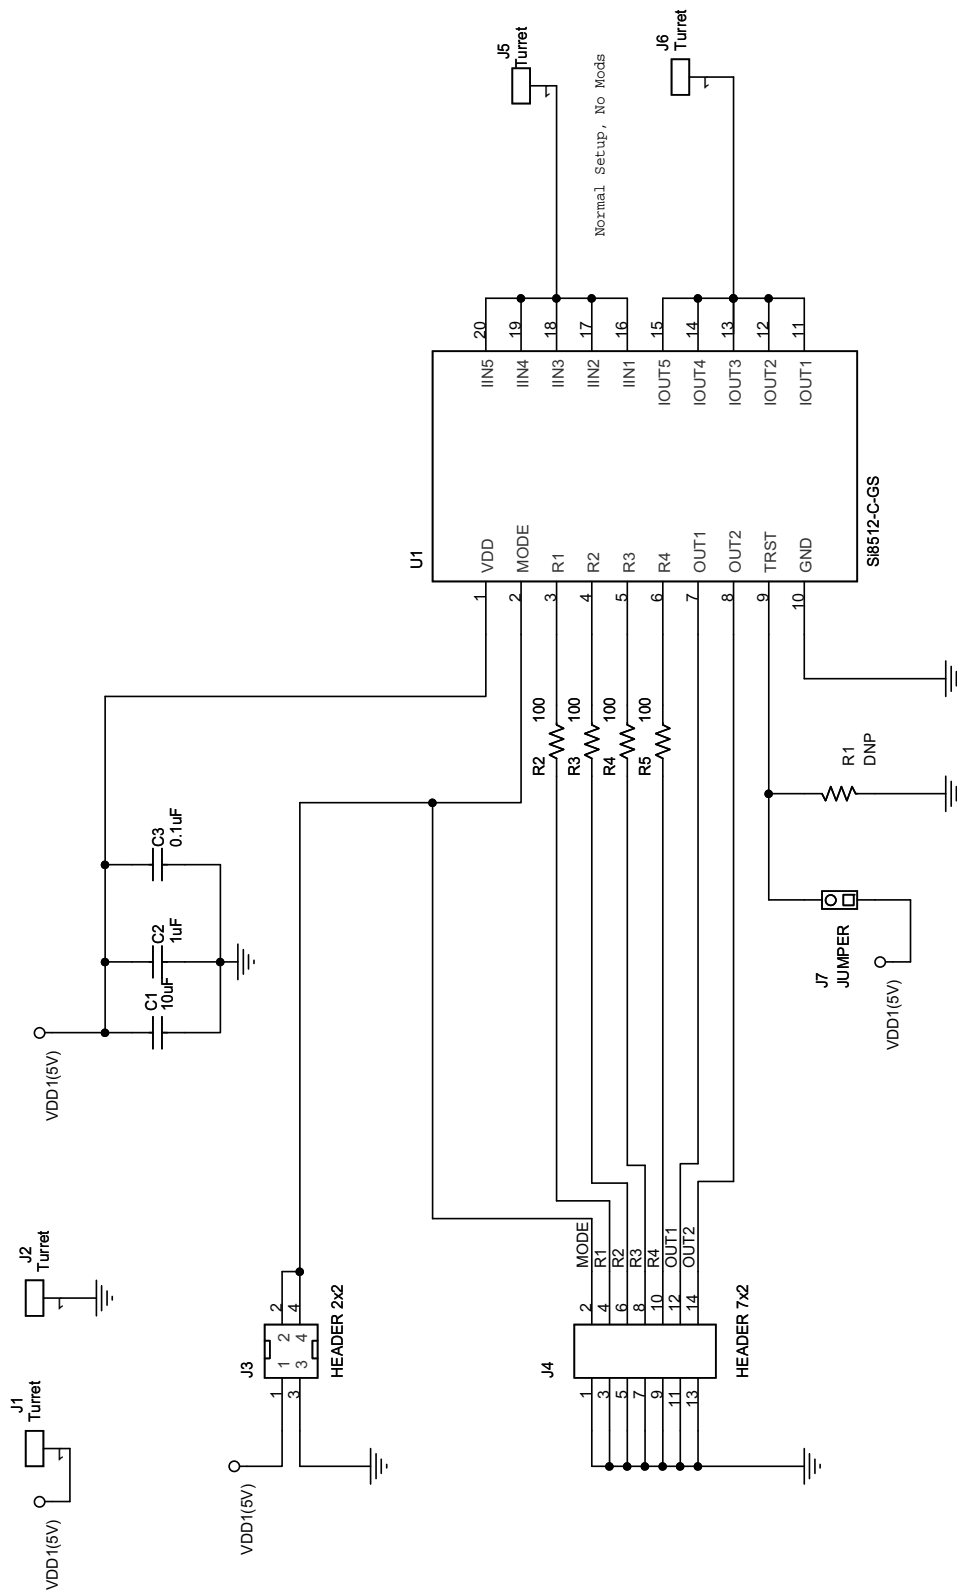 J1
Turret
VDD1(5V)
J2
Turret
VDD1(5V)
C1
10uF
C2
1uF
C3
0.1uF
J5
Turret
Normal Setup, No Mods
J6
Turret
VDD1(5V)
J3
HEADER 2x2
1
3
1
3
2
4
2
4
J4
HEADER 7x2
1
3
5
7
9
11
13
2
4
6
8
10
12
14
MODE
R1
R2
R3
R4
OUT1
OUT2
R2
100
R3
100
R4
100
R5
100
U1
Si8512-C-GS
1
2
3
4
5
6
7
8
9
10
VDD
MODE
R1
R2
R3
R4
OUT1
OUT2
TRST
GND
IIN5
IIN4
IIN3
IIN2
IIN1
IOUT5
IOUT4
IOUT3
IOUT2
IOUT1
20
19
18
17
16
15
14
13
12
11
R1
DNP
J7
JUMPER
VDD1(5V)